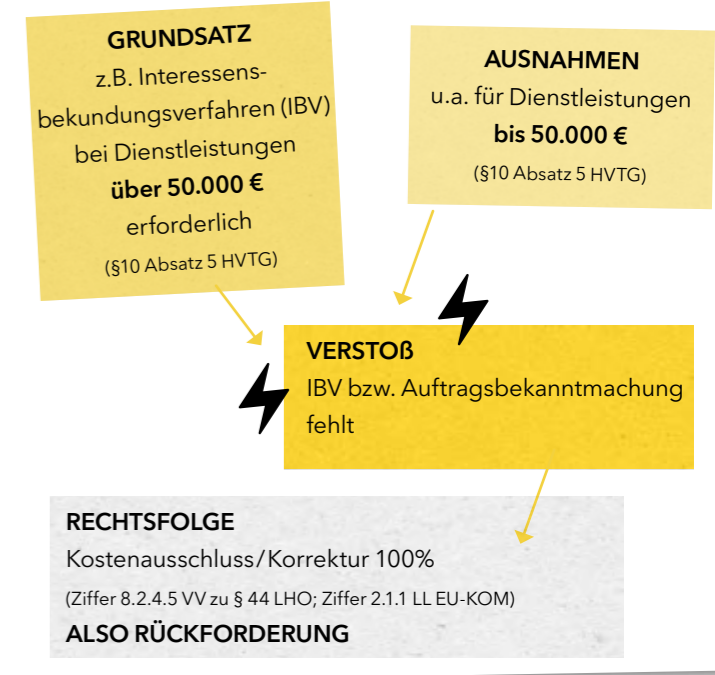 GRUNDSATZ
z.B. Interessens-
bekundungsverfahren (IBV)
bei Dienstleistungen
über 50.000 €
erforderlich
(§10 Absatz 5 HVTG)
AUSNAHMEN
u.a. für Dienstleistungen
bis 50.000 €
(§10 Absatz 5 HVTG)
VERSTOß
IBV bzw. Auftragsbekanntmachung
fehlt
RECHTSFOLGE
Kostenausschluss/Korrektur 100%
(Ziffer 8.2.4.5 VV zu § 44 LHO; Ziffer 2.1.1 LL EU-KOM)
ALSO RÜCKFORDERUNG